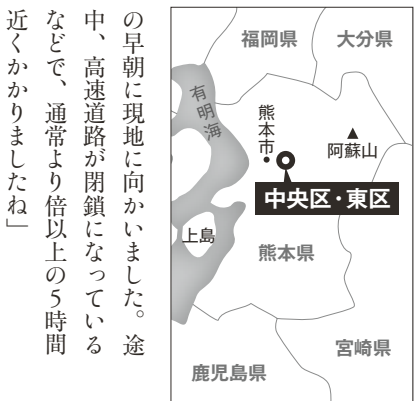 の早朝に現地に向かいました。途
中、高速道路が閉鎖になっている
などで、通常より倍以上の5時間
近くかかりましたね」
福岡県
大分県
有明海
熊本市
阿蘇山
中央区・東区
上島
熊本県
宮崎県
鹿児島県